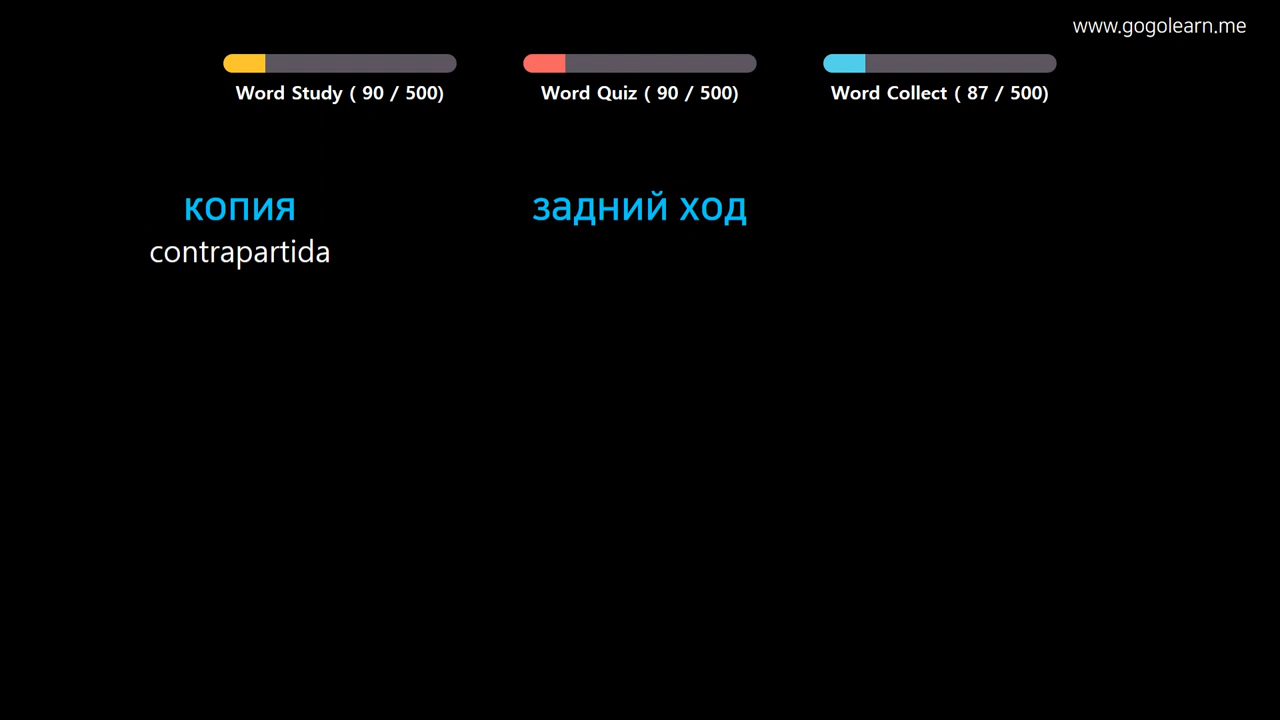 www.gogolearn.me
Word Study ( 90 / 500)
Word Quiz ( 90 / 500)
Word Collect ( 87 / 500)
копия
contrapartida
задний ход